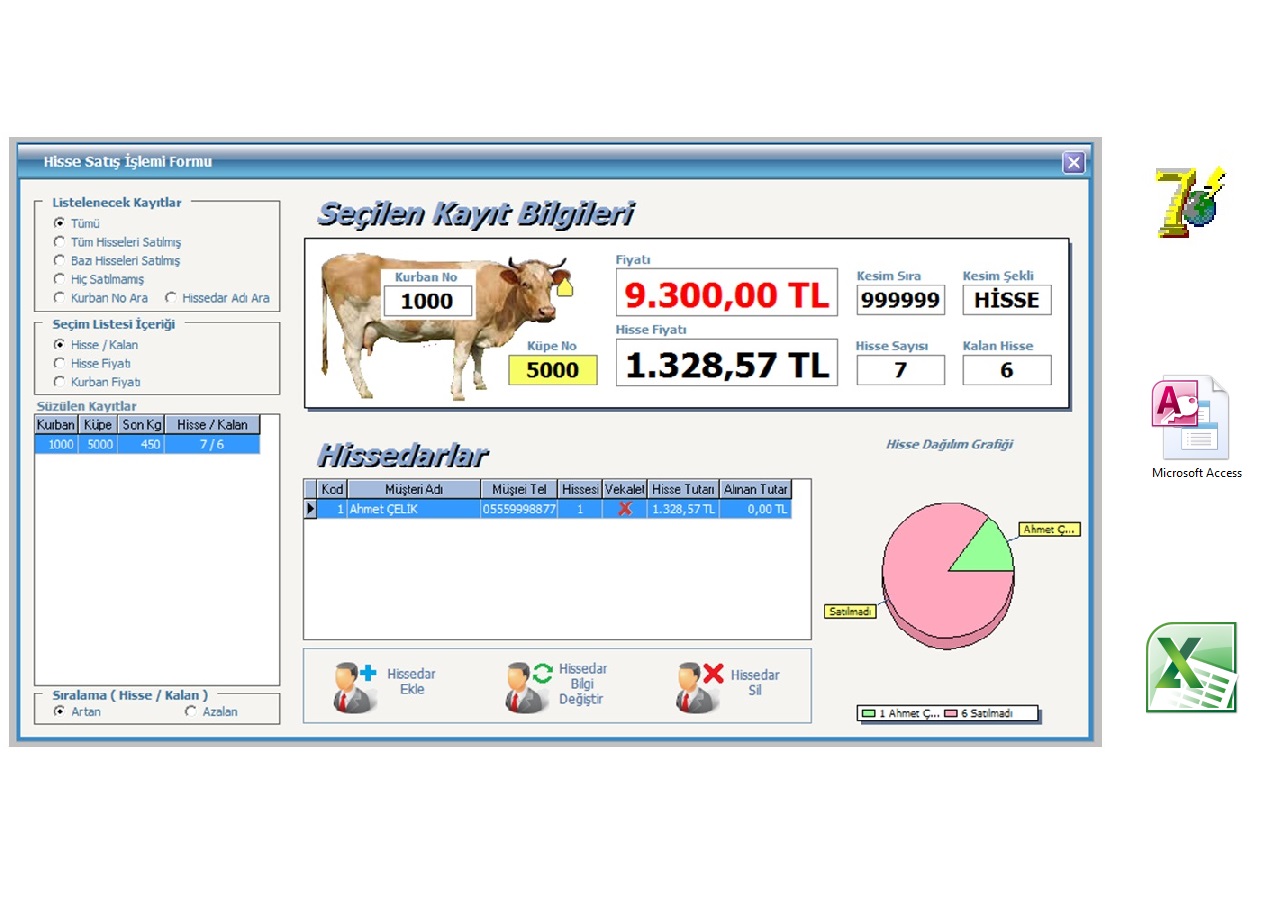 Hisse Satış İşlemi Formu
Listelenecek Kayıtlar
Tümü
Tüm Hisseleri Satılmış
Bazı Hisseleri Satılmış
Hiç Satılmamış
Kurban No Ara
Hissedar Adı Ara
Seçim Listesi İçeriği
Hisse / Kalan
Hisse Fiyatı
Kurban Fiyatı
Süzülen Kayıtlar
Kurban Küpe Son Kg Hisse / Kalan
1000 5000 450 7 / 6
Sıralama ( Hisse / Kalan )
Artan
Azalan
Seçilen Kayıt Bilgileri
Kurban No
1000
Küpe No
5000
Fiyatı
9.300,00 TL
Hisse Fiyatı
1.328,57 TL
Kesim Sıra
999999
Kesim Şekli
HİSSE
Hisse Sayısı
7
Kalan Hisse
6
Hissedarlar
Kod Müşteri Adı Müşrei Tel Hissesi Vekalet Hisse Tutarı Alınan Tutar
1 Ahmet ÇELİK 05559998877 1 1.328,57 TL 0,00 TL
Hissedar
Ekle
Hissedar
Bilgi
Değiştir
Hissedar
Sil
Hisse Dağılım Grafiği
Ahmet Ç...
Satılmadı
1 Ahmet Ç... 6 Satılmadı
7
A
Microsoft Access
X